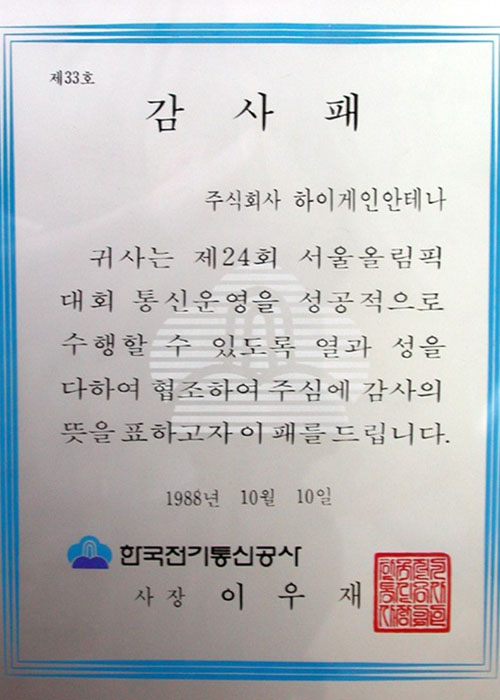 제33호
감 사 패
주식회사 하이게인안테나
귀사는 제24회 서울올림픽
대회 통신운영을 성공적으로
수행할 수 있도록 열과 성을
다하여 협조하여 주심에 감사의
뜻을 표하고자 이 패를 드립니다.
1988년 10월 10일
한국전기통신공사
사 장 이 우 재